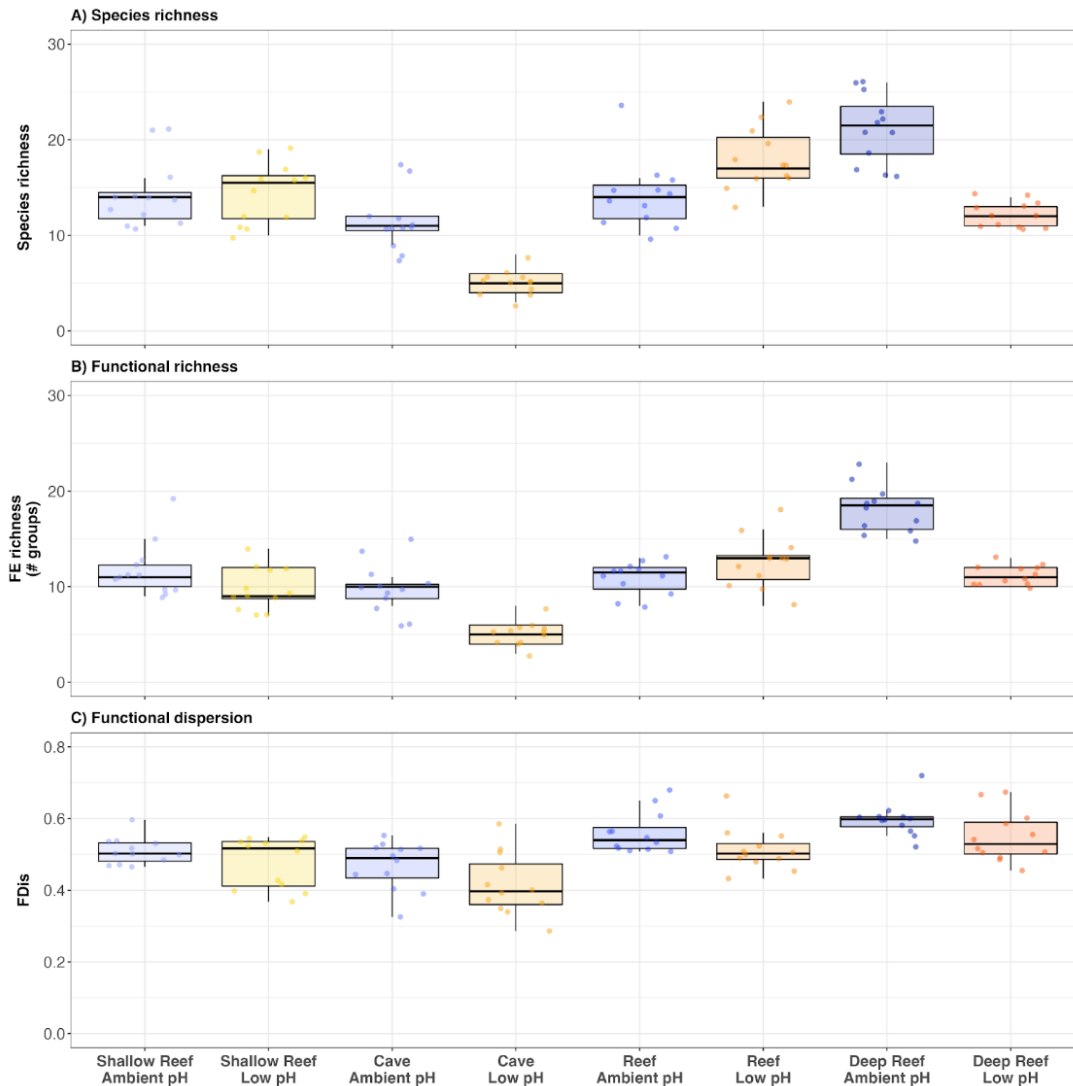 A) Species richness
30
20
10
0
Species richness
B) Functional richness
30
20
10
0
FE richness
(# groups)
C) Functional dispersion
0.8
0.6
0.4
0.2
0.0
FDis
Shallow Reef Shallow Reef Cave Cave Reef Reef Deep Reef Deep Reef
Ambient pH Low pH Ambient pH Low pH Ambient pH Low pH Ambient pH Low pH